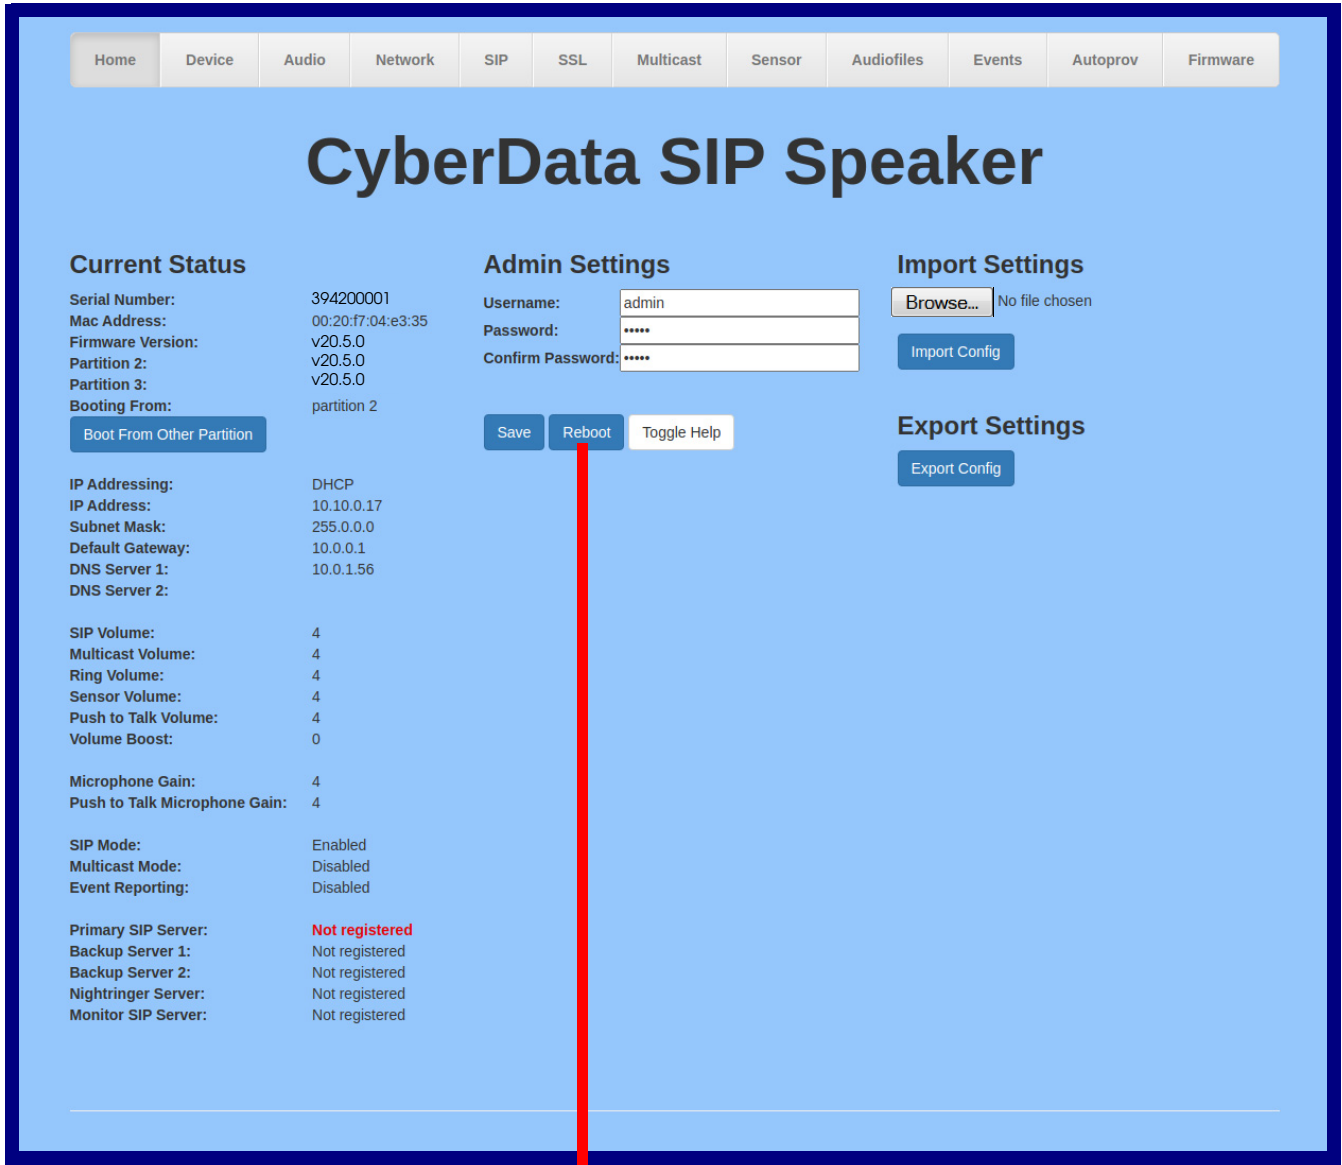 Home Device Audio Network SIP SSL Multicast Sensor Audiofiles Events Autoprov Firmware
CyberData SIP Speaker
Current Status
Serial Number: 394200001
Mac Address: 00:20:f7:04:e3:35
Firmware Version: v20.5.0
Partition 2: v20.5.0
Partition 3: v20.5.0
Booting From: partition 2
Boot From Other Partition
IP Addressing: DHCP
IP Address: 10.10.0.17
Subnet Mask: 255.0.0.0
Default Gateway: 10.0.0.1
DNS Server 1: 10.0.1.56
DNS Server 2:
SIP Volume: 4
Multicast Volume: 4
Ring Volume: 4
Sensor Volume: 4
Push to Talk Volume: 4
Volume Boost: 0
Microphone Gain: 4
Push to Talk Microphone Gain: 4
SIP Mode: Enabled
Multicast Mode: Disabled
Event Reporting: Disabled
Primary SIP Server: Not registered
Backup Server 1: Not registered
Backup Server 2: Not registered
Nightringer Server: Not registered
Monitor SIP Server: Not registered
Admin Settings
Username: admin
Password: •••••
Confirm Password: •••••
Save Reboot Toggle Help
Import Settings
Browse... No file chosen
Import Config
Export Settings
Export Config